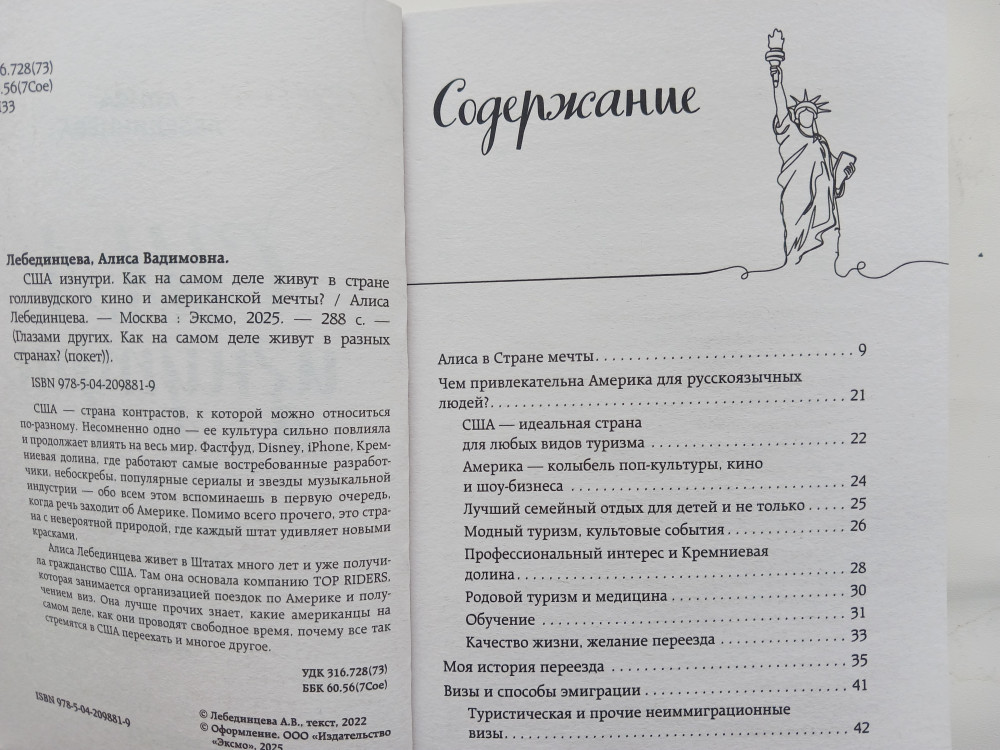 6.728(73)
.56(7Сое)
33
Лебединцева, Алиса Вадимовна.
США изнутри. Как на самом деле живут в стране
голливудского кино и американской мечты? / Алиса
Лебединцева. — Москва : Эксмо, 2025. — 288 с. —
(Глазами других. Как на самом деле живут в разных
странах? (покет)).
ISBN 978-5-04-209881-9
США — страна контрастов, к которой можно относиться
по-разному. Несомненно одно — ее культура сильно повлияла
и продолжает влиять на весь мир. Фастфуд, Disney, iPhone, Крем-
ниевая долина, где работают самые востребованные разработ-
чики, небоскребы, популярные сериалы и звезды музыкальной
индустрии — обо всем этом вспоминаешь в первую очередь,
когда речь заходит об Америке. Помимо всего прочего, это стра-
на с невероятной природой, где каждый штат удивляет новыми
красками.
Алиса Лебединцева живет в Штатах много лет и уже получи-
ла гражданство США. Там она основала компанию TOP RIDERS,
которая занимается организацией поездок по Америке и полу-
чением виз. Она лучше прочих знает, какие американцы на
самом деле, как они проводят свободное время, почему все так
стремятся в США переехать и многое другое.
УДК 316.728(73)
ББК 60.56(7Сое)
ISBN 978-5-04-209881-9
© Лебединцева А.В., текст, 2022
© Оформление. ООО «Издательство
«Эксмо», 2025
Содержание
Алиса в Стране мечты. . . . . . . . . . . . . . . . . . . . . . . . . . . . . 9
Чем привлекательна Америка для русскоязычных
людей?. . . . . . . . . . . . . . . . . . . . . . . . . . . . . . . . . . . . . . 21
США — идеальная страна
для любых видов туризма . . . . . . . . . . . . . . . . . . . . . . 22
Америка — колыбель поп-культуры, кино
и шоу-бизнеса . . . . . . . . . . . . . . . . . . . . . . . . . . . . . . 24
Лучший семейный отдых для детей и не только . . . . . 25
Модный туризм, культовые события . . . . . . . . . . . . . 26
Профессиональный интерес и Кремниевая
долина. . . . . . . . . . . . . . . . . . . . . . . . . . . . . . . . . . . 28
Родовой туризм и медицина . . . . . . . . . . . . . . . . . . . 30
Обучение . . . . . . . . . . . . . . . . . . . . . . . . . . . . . . . . . 31
Качество жизни, желание переезда . . . . . . . . . . . . . . 33
Моя история переезда . . . . . . . . . . . . . . . . . . . . . . . . . . 35
Визы и способы эмиграции . . . . . . . . . . . . . . . . . . . . . . 41
Туристическая и прочие неиммиграционные
визы. . . . . . . . . . . . . . . . . . . . . . . . . . . . . . . . . . . . 42